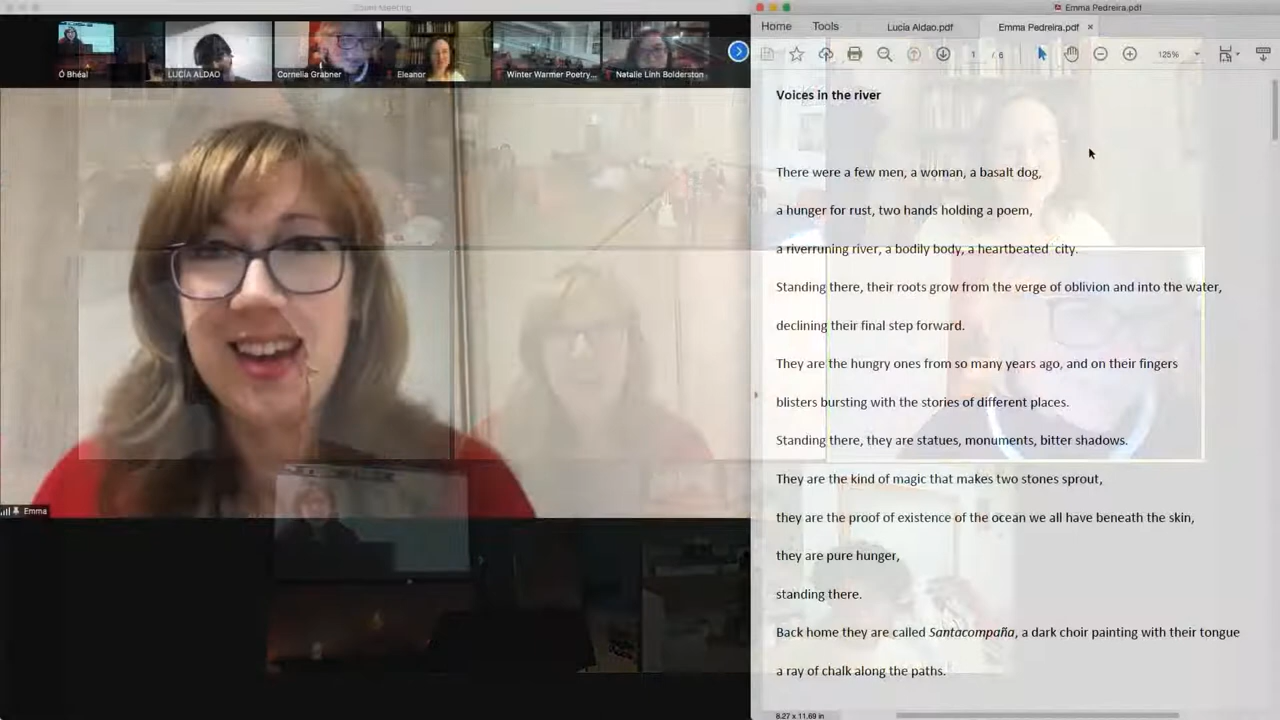 Zoom Meeting
Emma Pedreira.pdf
Home
Tools
Lucía Aldao.pdf
Emma Pedreira.pdf
×
1 / 6
125%
Ó Bhéal
LUCÍA ALDAO
Cornelia Gräbner
Eleanor
Winter Warmer Poetry...
Natalie Linh Bolderston
Emma
Voices in the river
There were a few men, a woman, a basalt dog,
a hunger for rust, two hands holding a poem,
a riverruning river, a bodily body, a heartbeated city.
Standing there, their roots grow from the verge of oblivion and into the water,
declining their final step forward.
They are the hungry ones from so many years ago, and on their fingers
blisters bursting with the stories of different places.
Standing there, they are statues, monuments, bitter shadows.
They are the kind of magic that makes two stones sprout,
they are the proof of existence of the ocean we all have beneath the skin,
they are pure hunger,
standing there.
Back home they are called Santacompaña, a dark choir painting with their tongue
a ray of chalk along the paths.
8.27 x 11.69 in